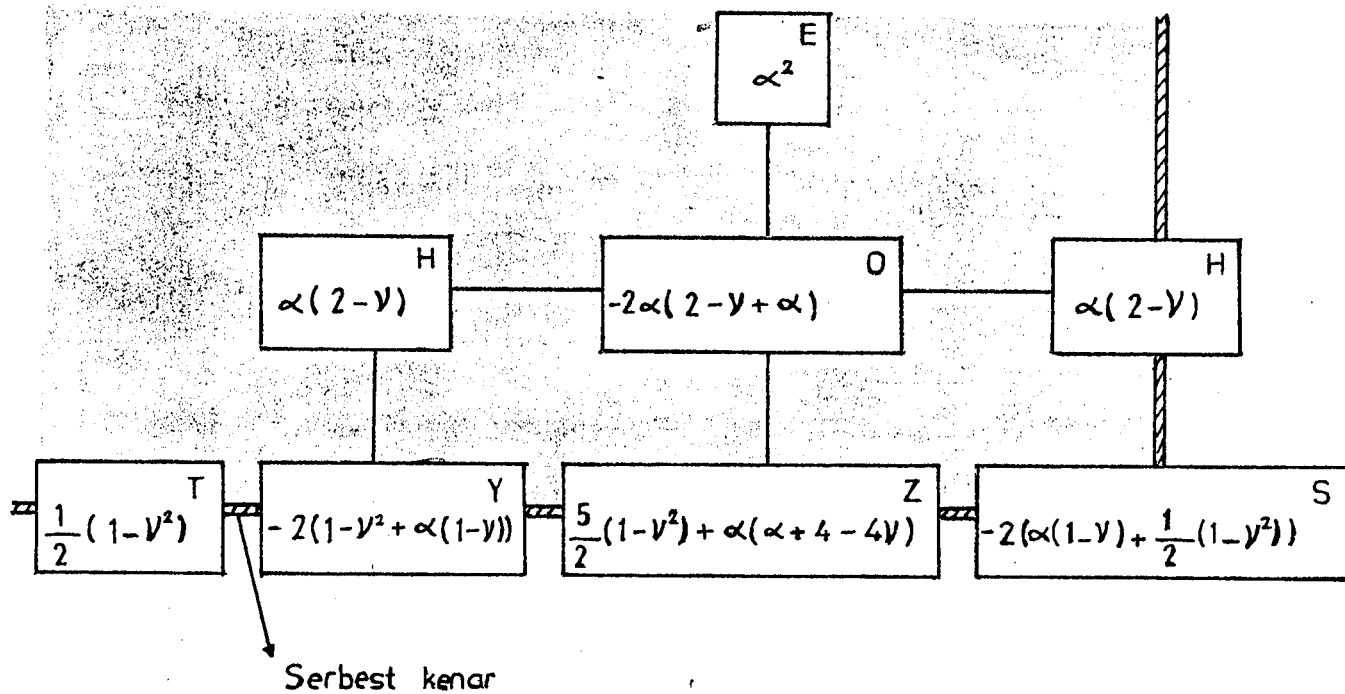 E
α²
H
α(2-ν)
O
-2α(2-ν+α)
H
α(2-ν)
T
1/2 (1-ν²)
Y
-2(1-ν²+α(1-ν))
Z
5/2 (1-ν²)+α(α+4-4ν)
S
-2(α(1-ν)+1/2(1-ν²))
Serbest kenar